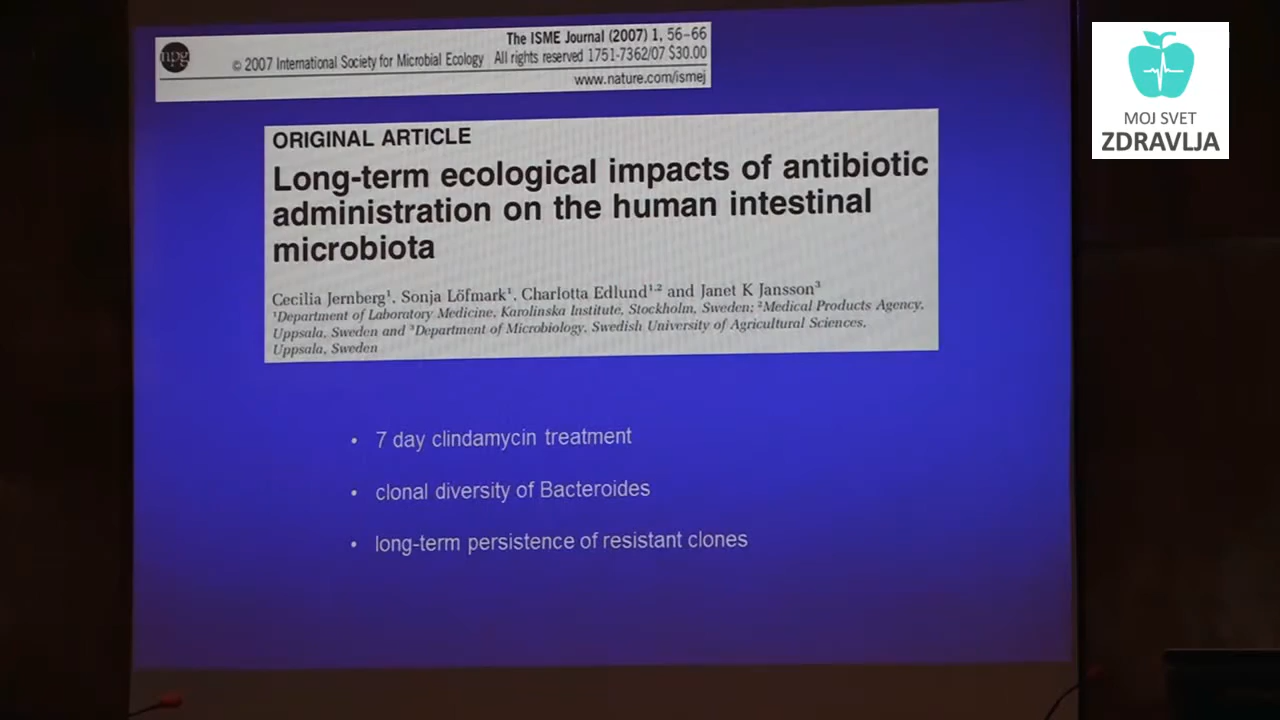 npg
The ISME Journal (2007) 1, 56–66
© 2007 International Society for Microbial Ecology All rights reserved 1751-7362/07 $30.00
www.nature.com/ismej
MOJ SVET
ZDRAVLJA
ORIGINAL ARTICLE
Long-term ecological impacts of antibiotic
administration on the human intestinal
microbiota
Cecilia Jernberg¹, Sonja Löfmark¹, Charlotta Edlund¹,² and Janet K Jansson³
¹Department of Laboratory Medicine, Karolinska Institute, Stockholm, Sweden; ²Medical Products Agency,
Uppsala, Sweden and ³Department of Microbiology, Swedish University of Agricultural Sciences,
Uppsala, Sweden
• 7 day clindamycin treatment
• clonal diversity of Bacteroides
• long-term persistence of resistant clones